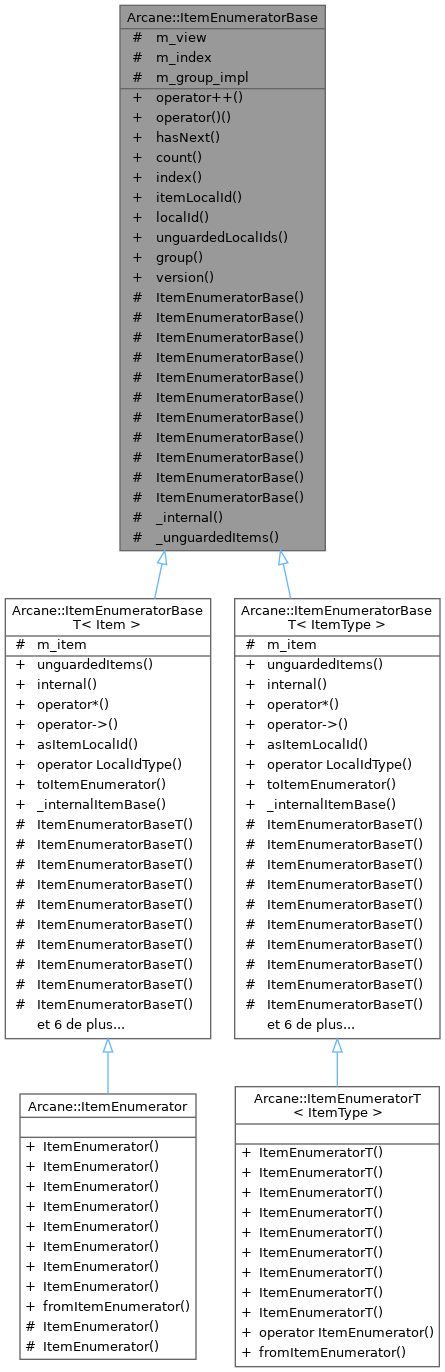 Arcane::ItemEnumeratorBase
# m_view
# m_index
# m_group_impl
+ operator++()
+ operator()()
+ hasNext()
+ count()
+ index()
+ itemLocalId()
+ localId()
+ unguardedLocalIds()
+ group()
+ version()
# ItemEnumeratorBase()
# ItemEnumeratorBase()
# ItemEnumeratorBase()
# ItemEnumeratorBase()
# ItemEnumeratorBase()
# ItemEnumeratorBase()
# ItemEnumeratorBase()
# ItemEnumeratorBase()
# ItemEnumeratorBase()
# ItemEnumeratorBase()
# ItemEnumeratorBase()
# _internal()
# _unguardedItems()
Arcane::ItemEnumeratorBase
T< Item >
# m_item
+ unguardedItems()
+ internal()
+ operator*()
+ operator->()
+ asItemLocalId()
+ operator LocalIdType()
+ toItemEnumerator()
+ _internalItemBase()
# ItemEnumeratorBaseT()
# ItemEnumeratorBaseT()
# ItemEnumeratorBaseT()
# ItemEnumeratorBaseT()
# ItemEnumeratorBaseT()
# ItemEnumeratorBaseT()
# ItemEnumeratorBaseT()
# ItemEnumeratorBaseT()
# ItemEnumeratorBaseT()
# ItemEnumeratorBaseT()
et 6 de plus...
Arcane::ItemEnumeratorBase
T< ItemType >
# m_item
+ unguardedItems()
+ internal()
+ operator*()
+ operator->()
+ asItemLocalId()
+ operator LocalIdType()
+ toItemEnumerator()
+ _internalItemBase()
# ItemEnumeratorBaseT()
# ItemEnumeratorBaseT()
# ItemEnumeratorBaseT()
# ItemEnumeratorBaseT()
# ItemEnumeratorBaseT()
# ItemEnumeratorBaseT()
# ItemEnumeratorBaseT()
# ItemEnumeratorBaseT()
# ItemEnumeratorBaseT()
# ItemEnumeratorBaseT()
et 6 de plus...
Arcane::ItemEnumerator
+ ItemEnumerator()
+ ItemEnumerator()
+ ItemEnumerator()
+ ItemEnumerator()
+ ItemEnumerator()
+ ItemEnumerator()
+ ItemEnumerator()
+ ItemEnumerator()
+ fromItemEnumerator()
# ItemEnumerator()
# ItemEnumerator()
Arcane::ItemEnumeratorT
< ItemType >
+ ItemEnumeratorT()
+ ItemEnumeratorT()
+ ItemEnumeratorT()
+ ItemEnumeratorT()
+ ItemEnumeratorT()
+ ItemEnumeratorT()
+ ItemEnumeratorT()
+ ItemEnumeratorT()
+ ItemEnumeratorT()
+ operator ItemEnumerator()
+ fromItemEnumerator()